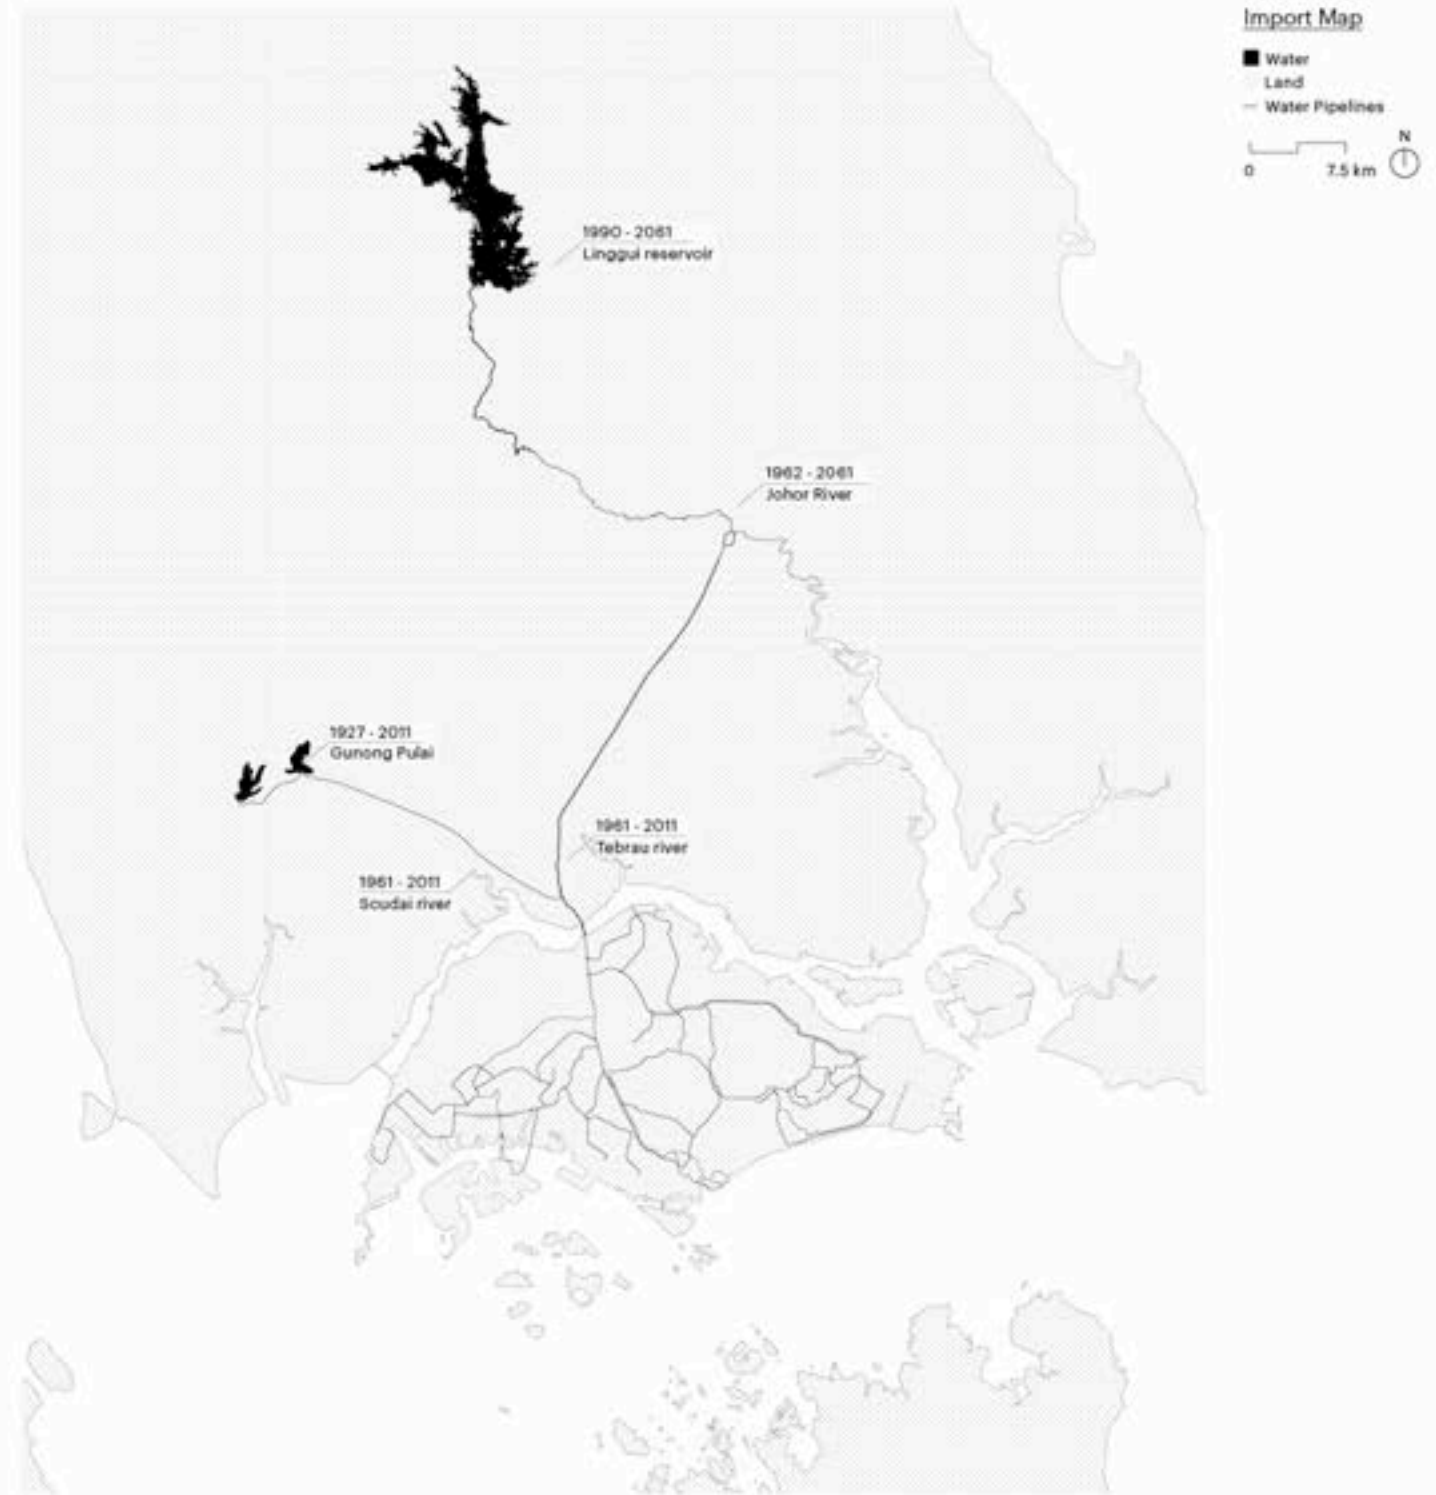 Import Map
Water
Land
Water Pipelines
N
0 7.5 km
1990 - 2061
Linggui reservoir
1962 - 2061
Johor River
1927 - 2011
Gunong Pulai
1961 - 2011
Tebrau river
1961 - 2011
Scudai river